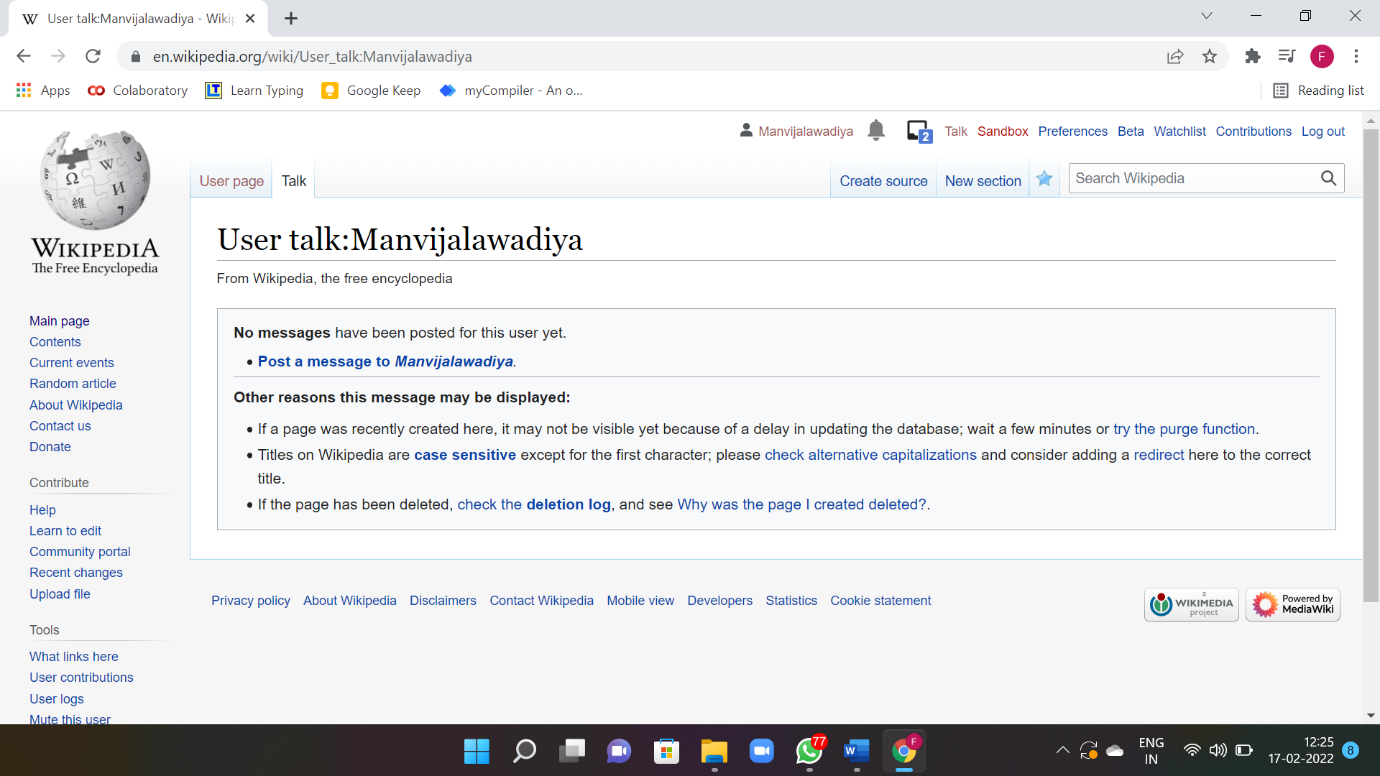 User talk:Manvijalawadiya - Wiki
en.wikipedia.org/wiki/User_talk:Manvijalawadiya
F
Apps Colaboratory LT Learn Typing Google Keep myCompiler - An o... Reading list
Manvijalawadiya 2 Talk Sandbox Preferences Beta Watchlist Contributions Log out
User page Talk Create source New section Search Wikipedia
WIKIPEDIA
The Free Encyclopedia
User talk:Manvijalawadiya
From Wikipedia, the free encyclopedia
No messages have been posted for this user yet.
• Post a message to Manvijalawadiya.
Other reasons this message may be displayed:
• If a page was recently created here, it may not be visible yet because of a delay in updating the database; wait a few minutes or try the purge function.
• Titles on Wikipedia are case sensitive except for the first character; please check alternative capitalizations and consider adding a redirect here to the correct
title.
• If the page has been deleted, check the deletion log, and see Why was the page I created deleted?.
Main page
Contents
Current events
Random article
About Wikipedia
Contact us
Donate
Contribute
Help
Learn to edit
Community portal
Recent changes
Upload file
Tools
What links here
User contributions
User logs
Mute this user
Privacy policy About Wikipedia Disclaimers Contact Wikipedia Mobile view Developers Statistics Cookie statement
a
WIKIMEDIA
project
Powered by
MediaWiki
77
W
F
ENG
IN
12:25
17-02-2022
8